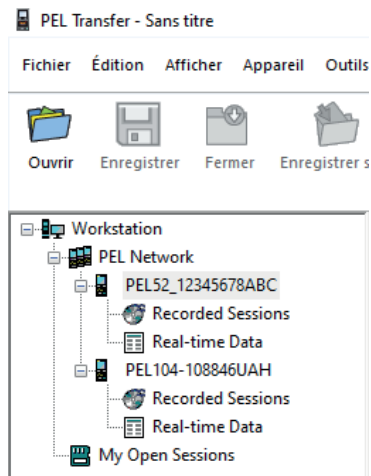 PEL Transfer - Sans titre
Fichier Édition Afficher Appareil Outils
Ouvrir Enregistrer Fermer Enregistrer s
Workstation
PEL Network
PEL52_12345678ABC
Recorded Sessions
Real-time Data
PEL104-108846UAH
Recorded Sessions
Real-time Data
My Open Sessions